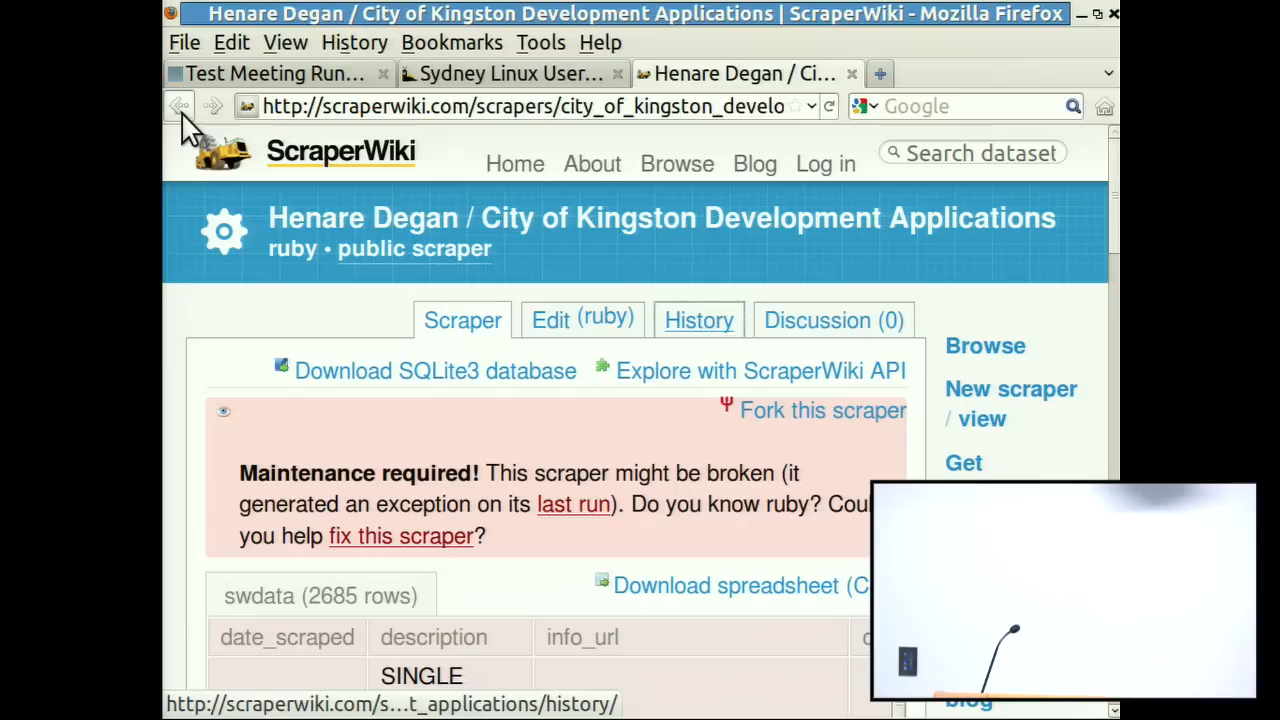 Henare Degan / City of Kingston Development Applications | ScraperWiki - Mozilla Firefox
File Edit View History Bookmarks Tools Help
Test Meeting Run... Sydney Linux User... Henare Degan / Ci...
http://scraperwiki.com/scrapers/city_of_kingston_develo Google
ScraperWiki Home About Browse Blog Log in Search dataset
Henare Degan / City of Kingston Development Applications
ruby • public scraper
Scraper Edit (ruby) History Discussion (0)
Browse
Download SQLite3 database Explore with ScraperWiki API
New scraper
/ view
Fork this scraper
Get
Maintenance required! This scraper might be broken (it
generated an exception on its last run). Do you know ruby? Coul
you help fix this scraper?
swdata (2685 rows) Download spreadsheet (C
date_scraped description info_url
SINGLE
blog
http://scraperwiki.com/s...t_applications/history/